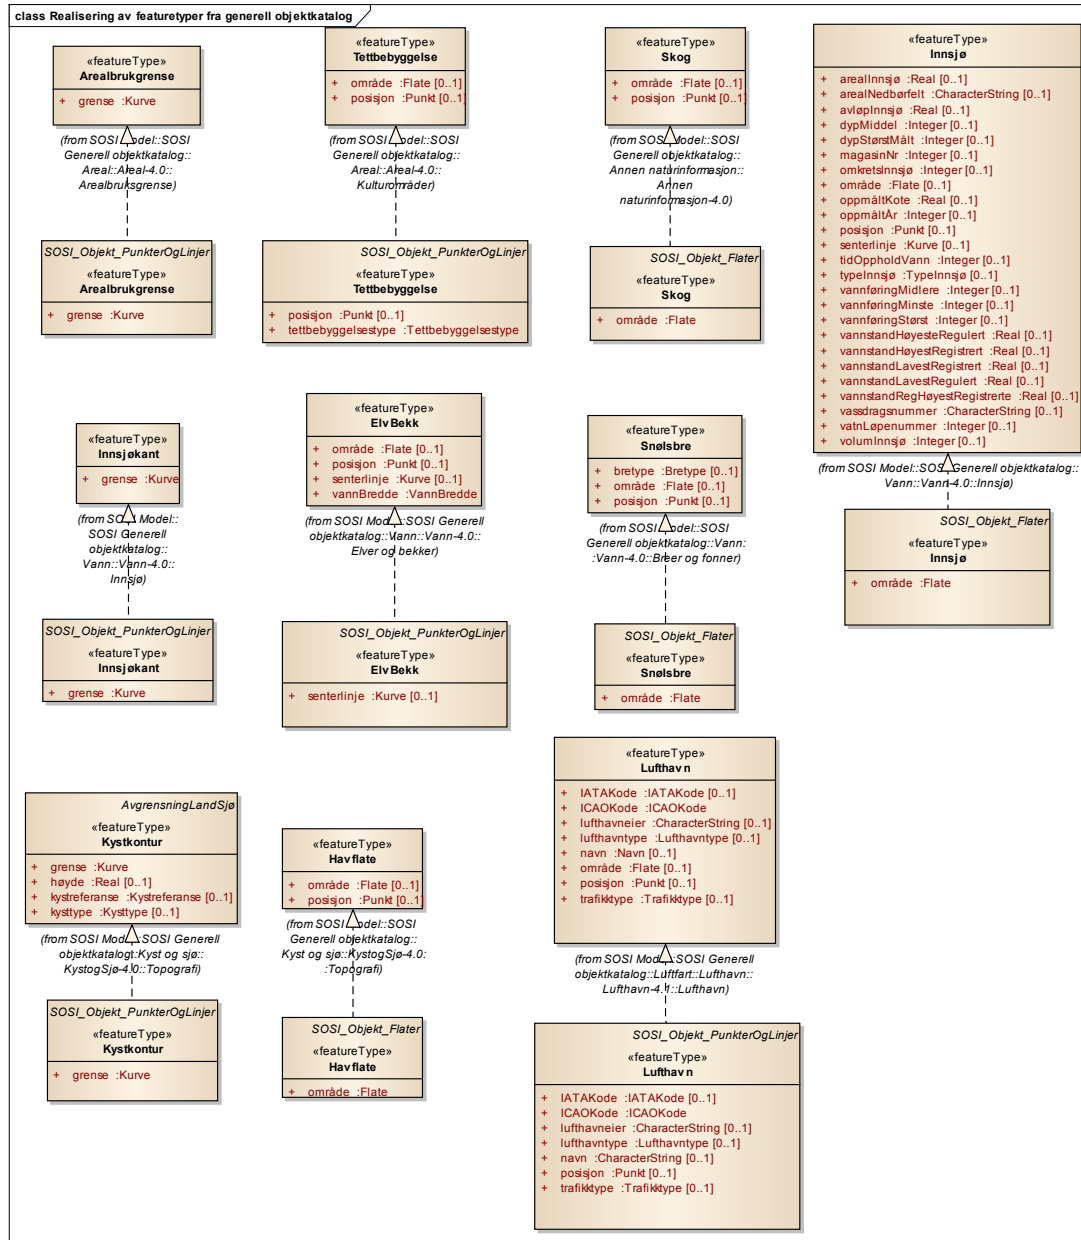 class Realisering av featuretyper fra generell objektkatalog
«featureType»
Arealbrukgrense
+ grense :Kurve
(from SOSI Model::SOSI
Generell objektkatalog::
Areal::Areal-4.0::
Arealbruksgrense)
SOSI_Objekt_PunkterOgLinjer
«featureType»
Arealbrukgrense
+ grense :Kurve
«featureType»
Tettbebyggelse
+ område :Flate [0..1]
+ posisjon :Punkt [0..1]
(from SOSI Model::SOSI
Generell objektkatalog::
Areal::Areal-4.0::
Kulturområder)
SOSI_Objekt_PunkterOgLinjer
«featureType»
Tettbebyggelse
+ posisjon :Punkt [0..1]
+ tettbebyggelsestype :Tettbebyggelsestype
«featureType»
Skog
+ område :Flate [0..1]
+ posisjon :Punkt [0..1]
(from SOSI Model::SOSI
Generell objektkatalog::
Annen naturinformasjon::
Annen
naturinformasjon-4.0)
SOSI_Objekt_Flater
«featureType»
Skog
+ område :Flate
«featureType»
Innsjø
+ arealInnsjø :Real [0..1]
+ arealNedbørfelt :CharacterString [0..1]
+ avløpInnsjø :Real [0..1]
+ dypMiddel :Integer [0..1]
+ dypStørstMålt :Integer [0..1]
+ magasinNr :Integer [0..1]
+ omkretsInnsjø :Integer [0..1]
+ område :Flate [0..1]
+ oppmåltKote :Real [0..1]
+ oppmåltÅr :Integer [0..1]
+ posisjon :Punkt [0..1]
+ senterlinje :Kurve [0..1]
+ tidOppholdVann :Integer [0..1]
+ typeInnsjø :TypeInnsjø [0..1]
+ vannføringMidlere :Integer [0..1]
+ vannføringMinste :Integer [0..1]
+ vannføringStørst :Integer [0..1]
+ vannstandHøyesteRegulert :Real [0..1]
+ vannstandHøyestRegistrert :Real [0..1]
+ vannstandLavestRegistrert :Real [0..1]
+ vannstandLavestRegulert :Real [0..1]
+ vannstandRegHøyestRegistrerte :Real [0..1]
+ vassdragsnummer :CharacterString [0..1]
+ vatnLøpenummer :Integer [0..1]
+ volumInnsjø :Integer [0..1]
(from SOSI Model::SOSI Generell objektkatalog::
Vann::Vann-4.0::Innsjø)
SOSI_Objekt_Flater
«featureType»
Innsjø
+ område :Flate
«featureType»
Innsjøkant
+ grense :Kurve
(from SOSI Model::
SOSI Generell
objektkatalog::
Vann::Vann-4.0::
Innsjø)
SOSI_Objekt_PunkterOgLinjer
«featureType»
Innsjøkant
+ grense :Kurve
«featureType»
ElvBekk
+ område :Flate [0..1]
+ posisjon :Punkt [0..1]
+ senterlinje :Kurve [0..1]
+ vannBredde :VannBredde
(from SOSI Model::SOSI Generell
objektkatalog::Vann::Vann-4.0::
Elver og bekker)
SOSI_Objekt_PunkterOgLinjer
«featureType»
ElvBekk
+ senterlinje :Kurve [0..1]
«featureType»
SnøIsbre
+ bretype :Bretype [0..1]
+ område :Flate [0..1]
+ posisjon :Punkt [0..1]
(from SOSI Model::SOSI
Generell objektkatalog::Vann:
:Vann-4.0::Breer og fonner)
SOSI_Objekt_Flater
«featureType»
SnøIsbre
+ område :Flate
AvgrensningLandSjø
«featureType»
Kystkontur
+ grense :Kurve
+ høyde :Real [0..1]
+ kystreferanse :Kystreferanse [0..1]
+ kysttype :Kysttype [0..1]
(from SOSI Model::SOSI Generell
objektkatalog::Kyst og sjø::
KystogSjø-4.0::Topografi)
SOSI_Objekt_PunkterOgLinjer
«featureType»
Kystkontur
+ grense :Kurve
«featureType»
Havflate
+ område :Flate [0..1]
+ posisjon :Punkt [0..1]
(from SOSI Model::SOSI
Generell objektkatalog::
Kyst og sjø::KystogSjø-4.0:
:Topografi)
SOSI_Objekt_Flater
«featureType»
Havflate
+ område :Flate
«featureType»
Lufthavn
+ IATAKode :IATAKode [0..1]
+ ICAOKode :ICAOKode
+ lufthavneier :CharacterString [0..1]
+ lufthavntype :Lufthavntype [0..1]
+ navn :Navn [0..1]
+ område :Flate [0..1]
+ posisjon :Punkt [0..1]
+ trafikktype :Trafikktype [0..1]
(from SOSI Model::SOSI Generell
objektkatalog::Luftfart::Lufthavn::
Lufthavn-4.1::Lufthavn)
SOSI_Objekt_PunkterOgLinjer
«featureType»
Lufthavn
+ IATAKode :IATAKode [0..1]
+ ICAOKode :ICAOKode
+ lufthavneier :CharacterString [0..1]
+ lufthavntype :Lufthavntype [0..1]
+ navn :CharacterString [0..1]
+ posisjon :Punkt [0..1]
+ trafikktype :Trafikktype [0..1]